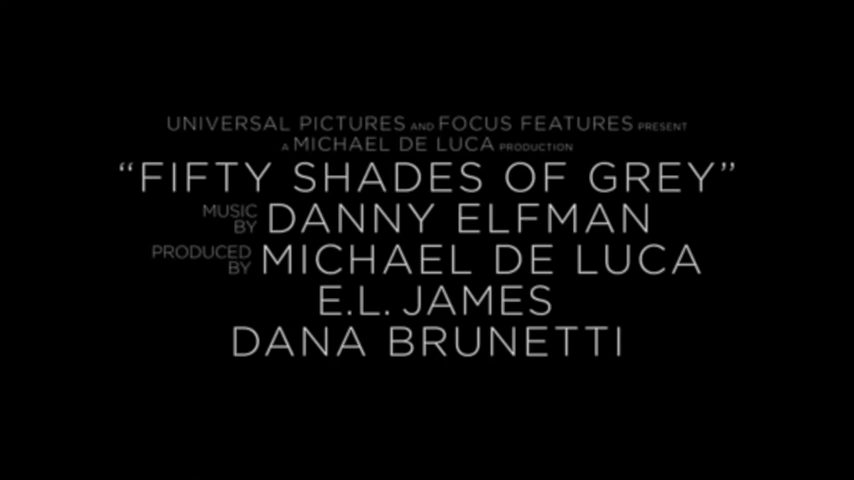 UNIVERSAL PICTURES AND FOCUS FEATURES PRESENT
A MICHAEL DE LUCA PRODUCTION
“FIFTY SHADES OF GREY”
MUSIC BY DANNY ELFMAN
PRODUCED BY MICHAEL DE LUCA
E.L. JAMES
DANA BRUNETTI